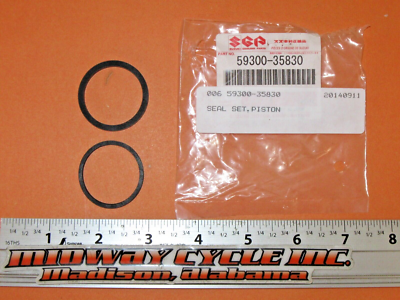 SGP
PART NO.
59300-35830
006 59300-35830 20140911
SEAL SET,PISTON
1/4 1/2 3/4 1/4 1/2 3/4 1/4 1/2 3/4 1/4 1/2 3/4 1/4 1/2 3/4 1/4 1/2 3/4 1/4 1/2 3/4 1/4 1/2 3/4
16THS 1 2 3 4 5 6 7 8
MIDWAY CYCLE INC.
Madison, Alabama